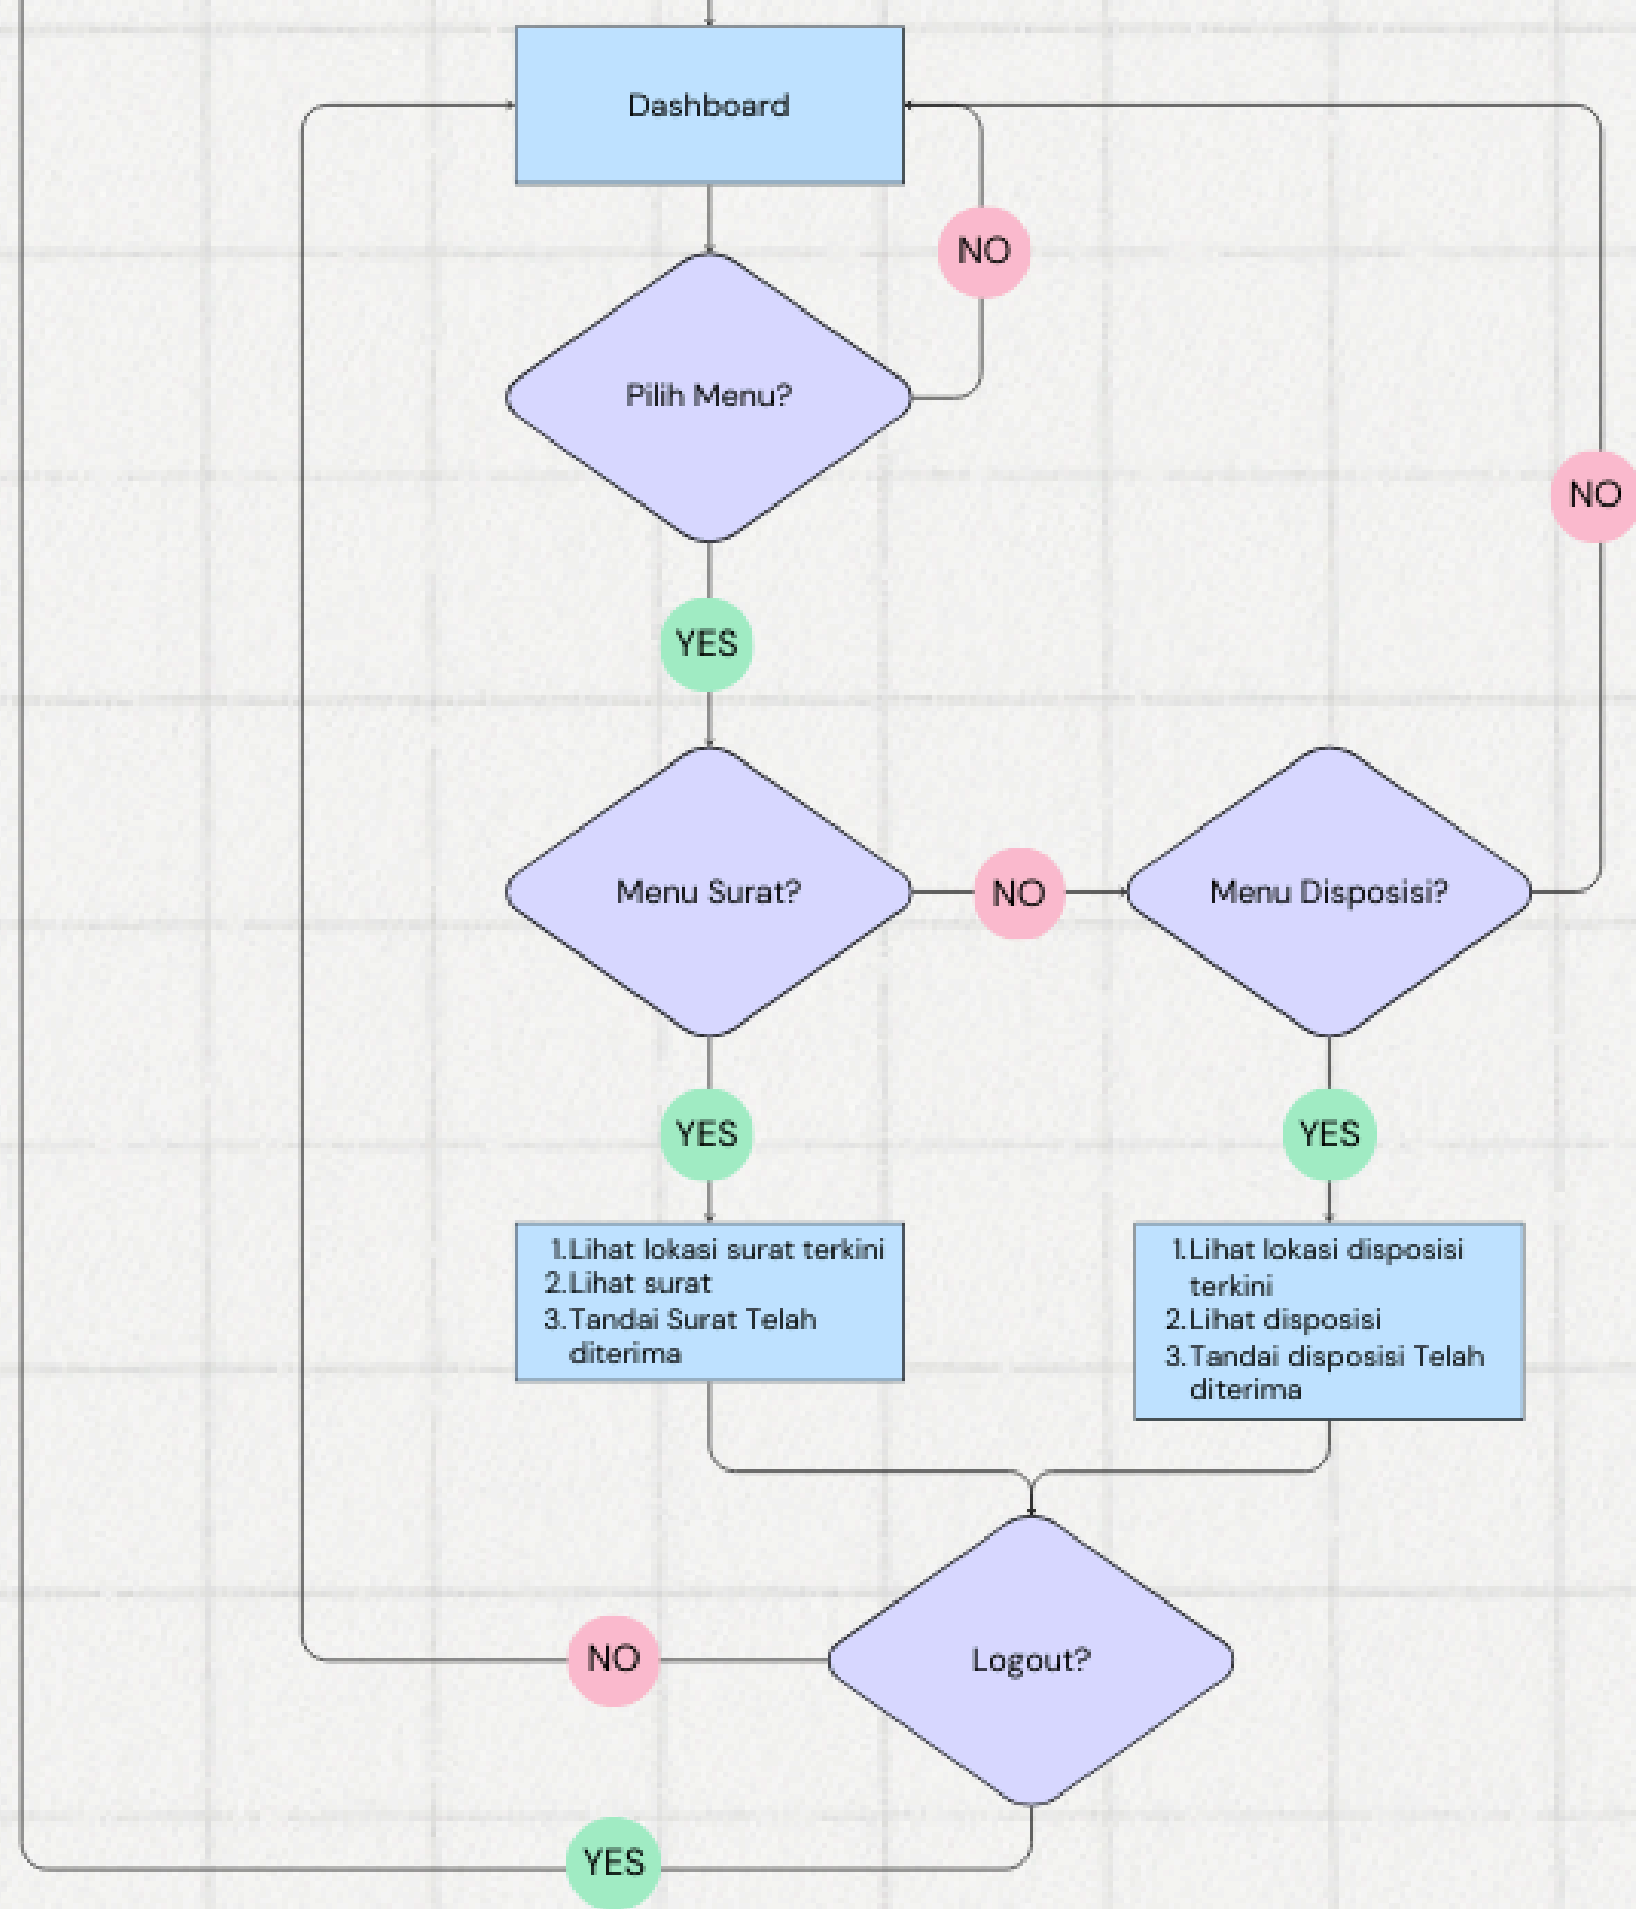 Dashboard
NO
Pilih Menu?
NO
YES
Menu Surat?
NO
Menu Disposisi?
YES
YES
1.Lihat lokasi surat terkini
2.Lihat surat
3.Tandai Surat Telah
diterima
1.Lihat lokasi disposisi
terkini
2.Lihat disposisi
3.Tandai disposisi Telah
diterima
NO
Logout?
YES